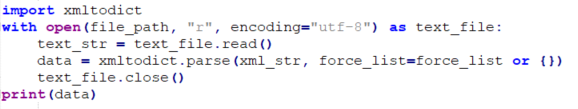 import xmltodict
with open(file_path, "r", encoding="utf-8") as text_file:
    text_str = text_file.read()
    data = xmltodict.parse(xml_str, force_list=force_list or {})
    text_file.close()
print(data)